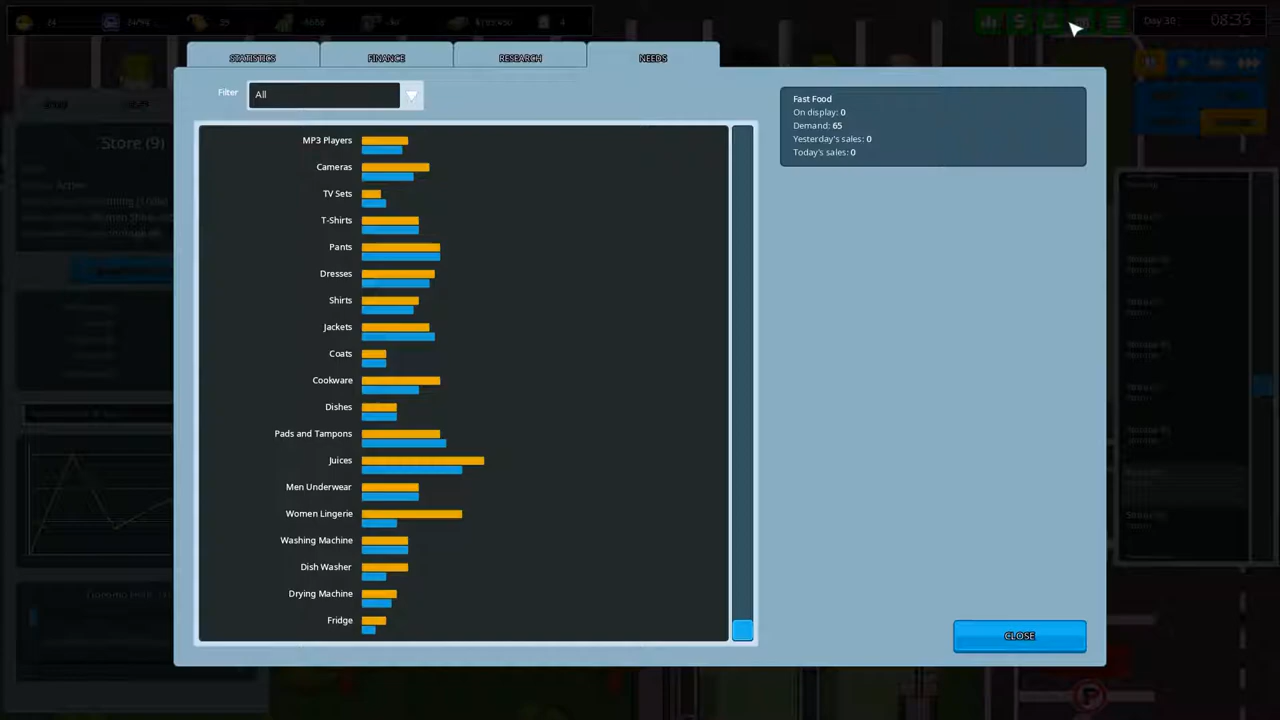 Day 30
08:35
STATISTICS
FINANCE
RESEARCH
NEEDS
Filter
All
Store (9)
MP3 Players
Cameras
TV Sets
T-Shirts
Pants
Dresses
Shirts
Jackets
Coats
Cookware
Dishes
Pads and Tampons
Juices
Men Underwear
Women Lingerie
Washing Machine
Dish Washer
Drying Machine
Fridge
Fast Food
On display: 0
Demand: 65
Yesterday's sales: 0
Today's sales: 0
CLOSE
P